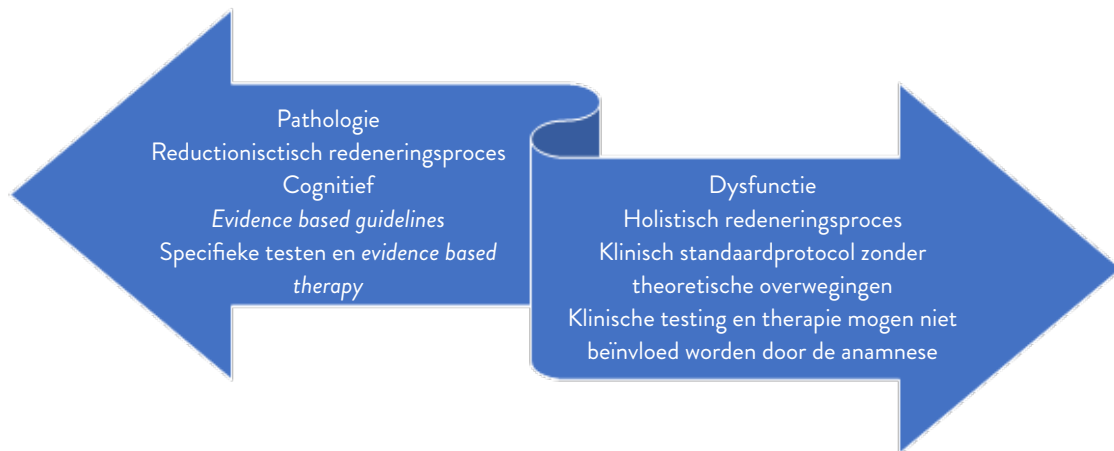 Pathologie
Reductionisctisch redeneringsproces
Cognitief
Evidence based guidelines
Specifieke testen en evidence based
therapy
Dysfunctie
Holistisch redeneringsproces
Klinisch standaardprotocol zonder
theoretische overwegingen
Klinische testing en therapie mogen niet
beïnvloed worden door de anamnese